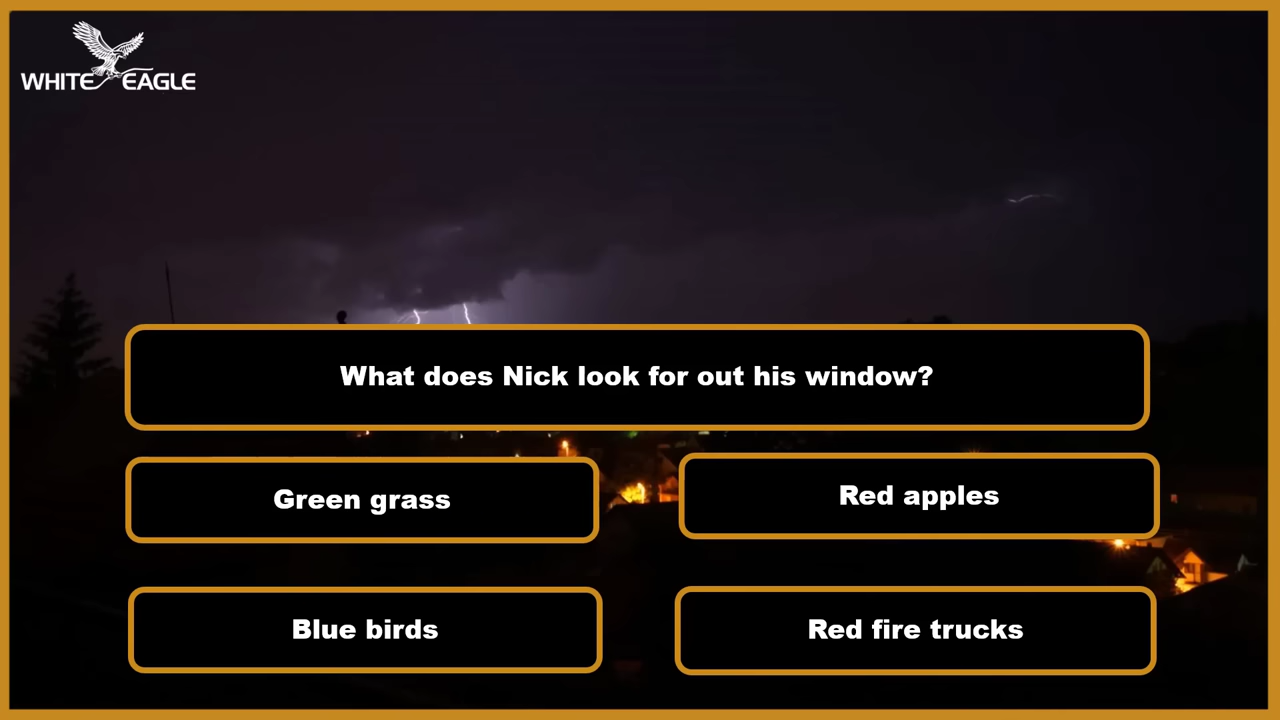 WHITE EAGLE
What does Nick look for out his window?
Green grass
Red apples
Blue birds
Red fire trucks